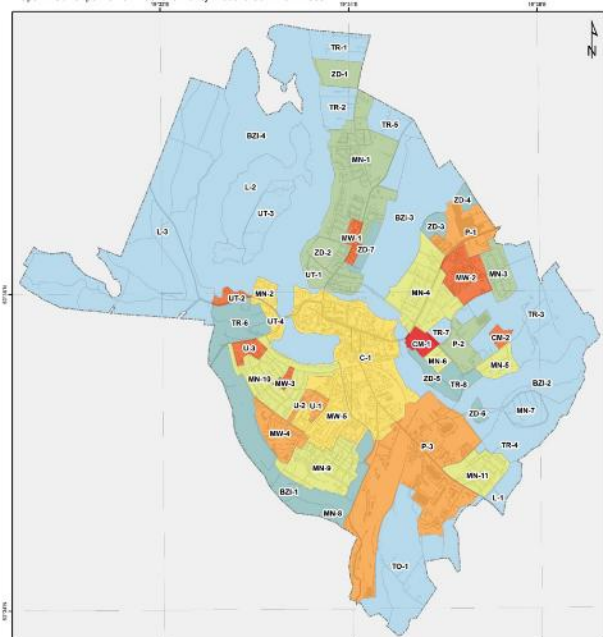 TR-1
ZD-1
TR-2
TR-5
BZI-4
MN-1
L-2
ZD-4
L-3
UT-3
BZI-3
ZD-3
P-1
MW-1
ZD-2
ZD-7
MW-2
MN-3
UT-1
MN-4
UT-2
MN-2
TR-3
TR-6
UT-4
TR-7
CM-1
P-2
CM-2
U-3
C-1
MN-6
MN-5
MN-10
MW-3
ZD-5
TR-8
BZI-2
U-2
U-1
MW-5
ZD-6
MN-7
MW-4
P-3
TR-4
MN-9
MN-11
BZI-1
L-1
MN-8
TO-1
N